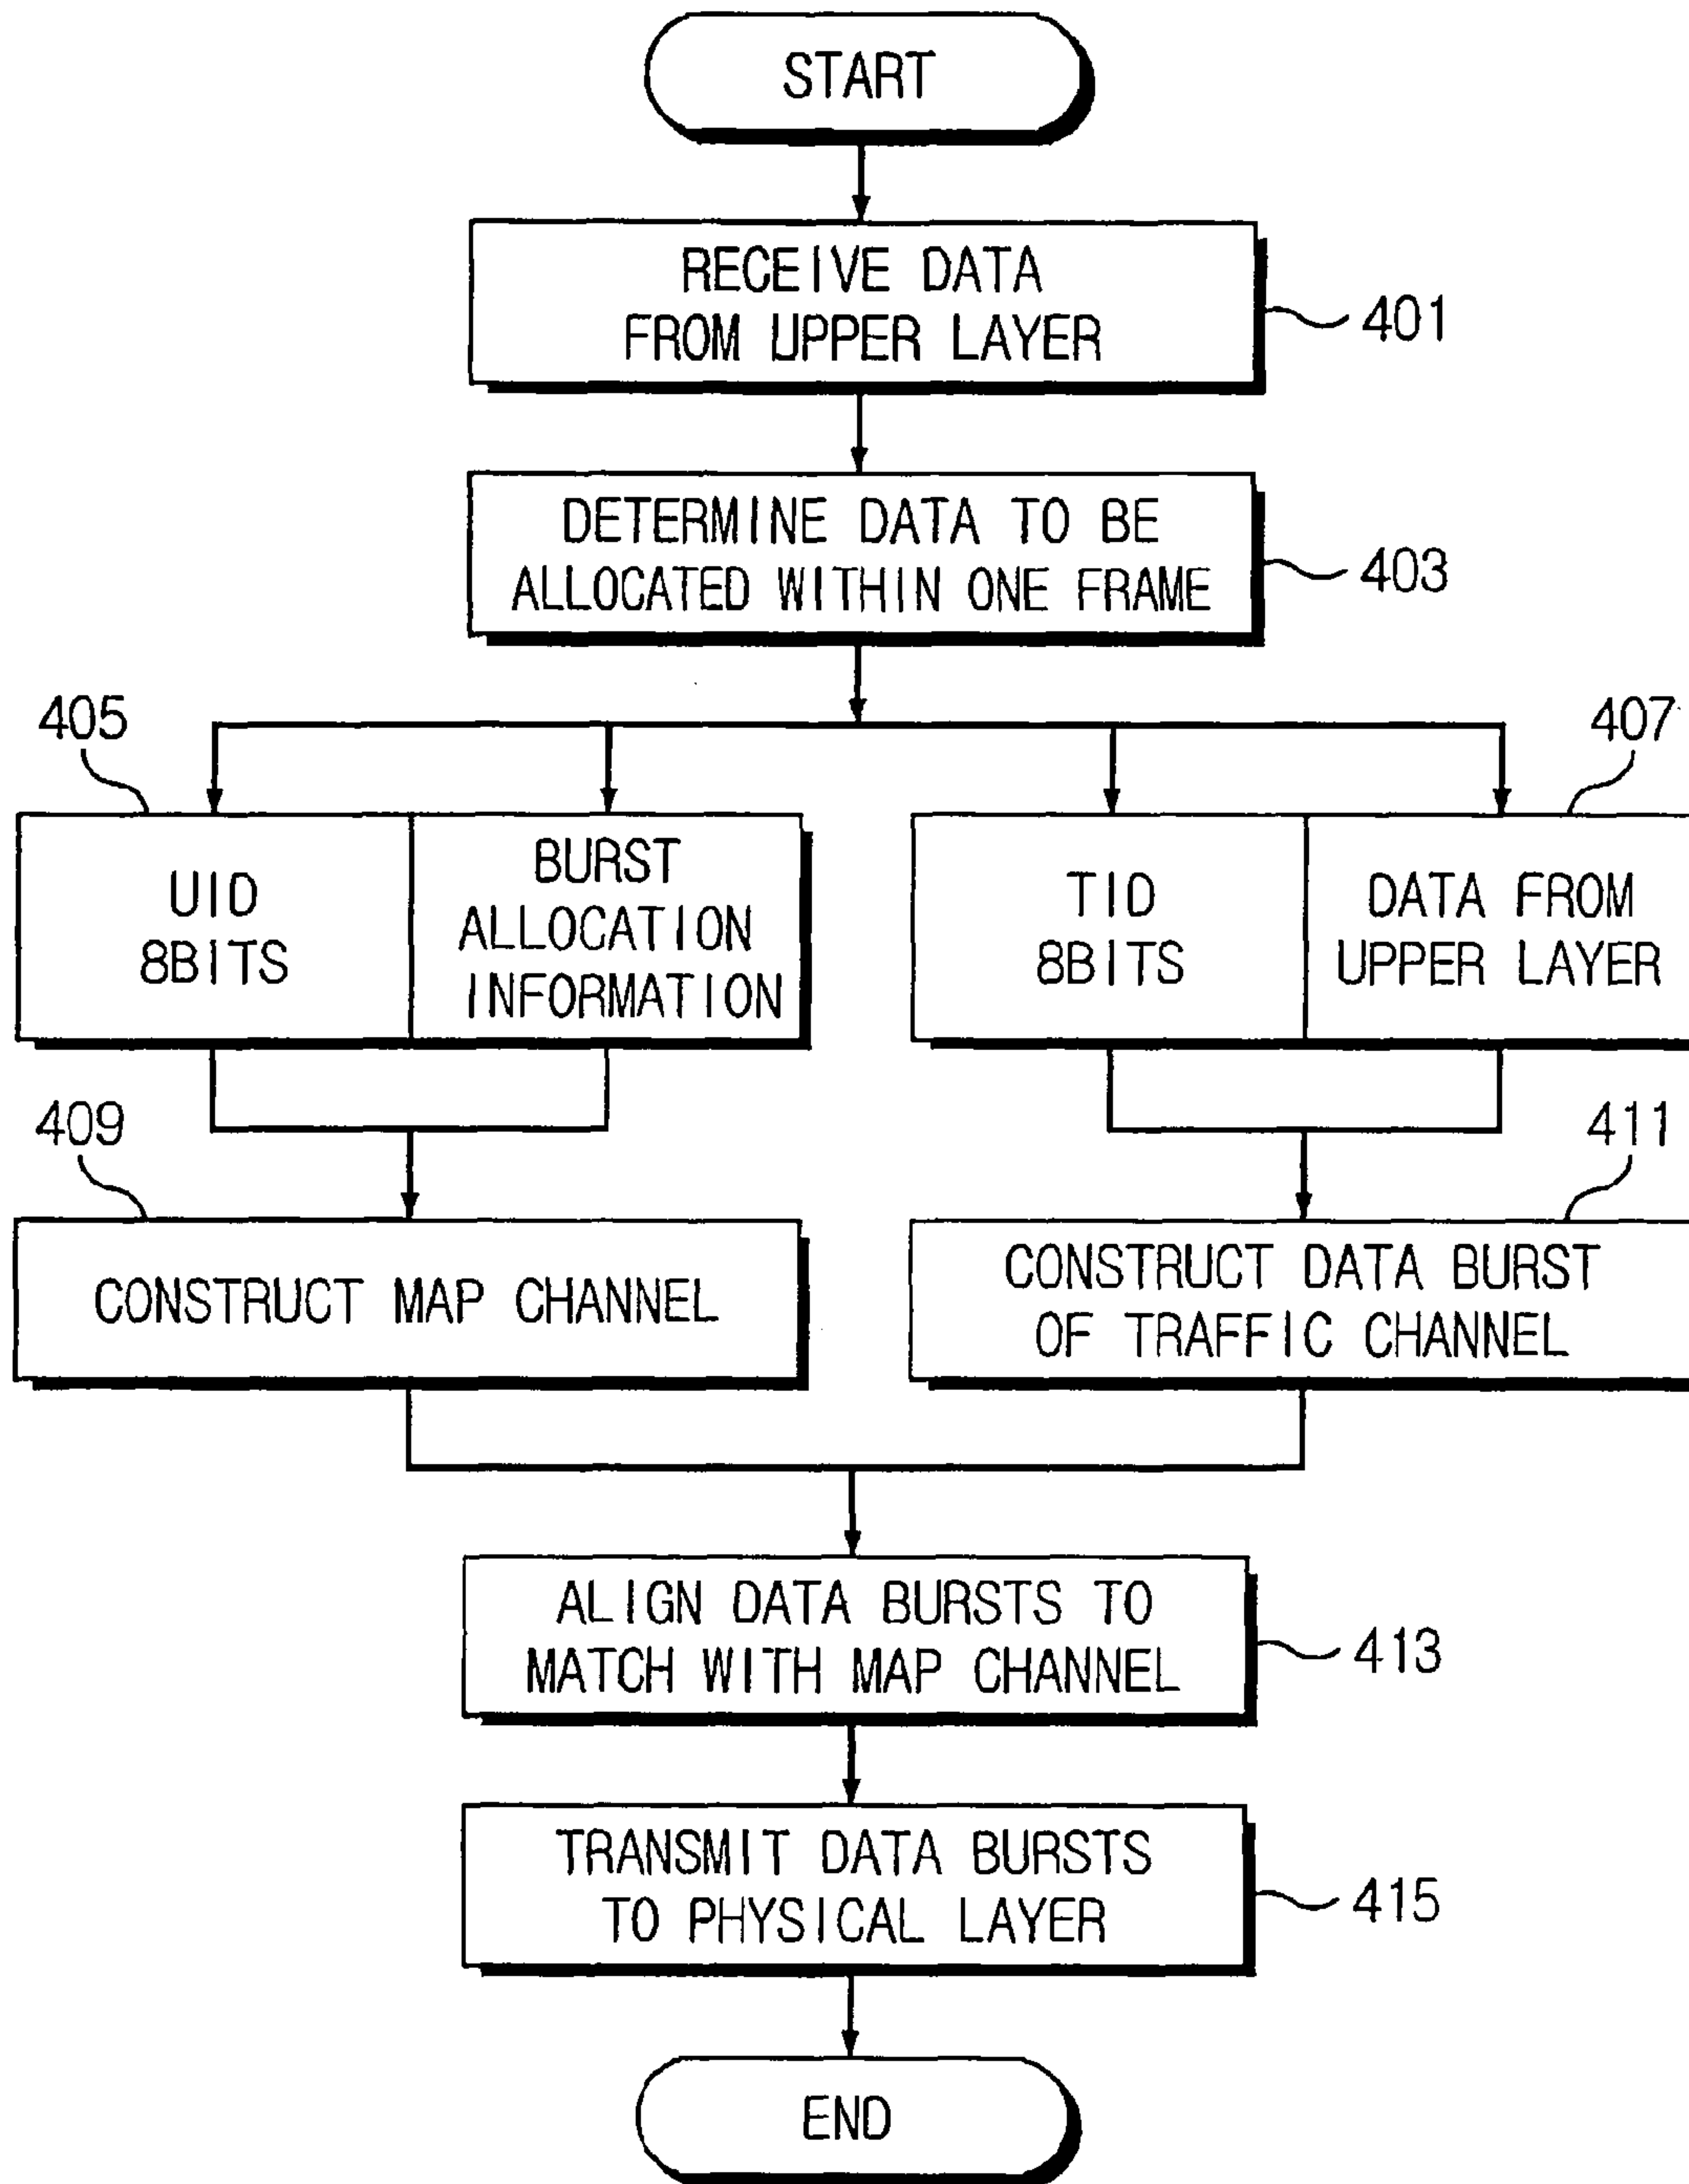 START
RECEIVE DATA
FROM UPPER LAYER
401
DETERMINE DATA TO BE
ALLOCATED WITHIN ONE FRAME
403
405
407
UID
8BITS
BURST
ALLOCATION
INFORMATION
TID
8BITS
DATA FROM
UPPER LAYER
409
411
CONSTRUCT MAP CHANNEL
CONSTRUCT DATA BURST
OF TRAFFIC CHANNEL
ALIGN DATA BURSTS TO
MATCH WITH MAP CHANNEL
413
TRANSMIT DATA BURSTS
TO PHYSICAL LAYER
415
END